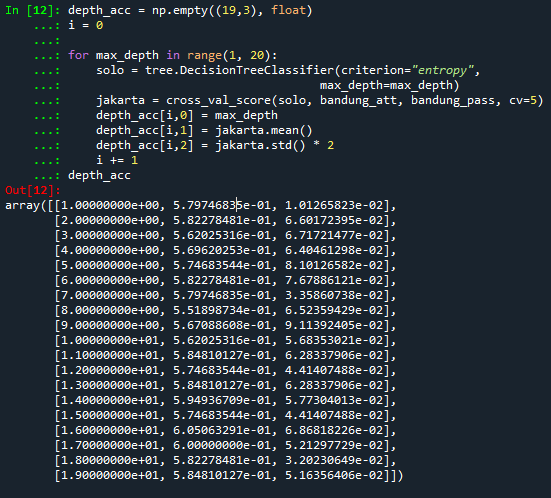 In [12]: depth_acc = np.empty((19,3), float)
    ...: i = 0
    ...:
    ...: for max_depth in range(1, 20):
    ...:     solo = tree.DecisionTreeClassifier(criterion="entropy",
    ...:                                        max_depth=max_depth)
    ...:     jakarta = cross_val_score(solo, bandung_att, bandung_pass, cv=5)
    ...:     depth_acc[i,0] = max_depth
    ...:     depth_acc[i,1] = jakarta.mean()
    ...:     depth_acc[i,2] = jakarta.std() * 2
    ...:     i += 1
    ...: depth_acc
Out[12]:
array([[1.00000000e+00, 5.79746835e-01, 1.01265823e-02],
       [2.00000000e+00, 5.82278481e-01, 6.60172395e-02],
       [3.00000000e+00, 5.62025316e-01, 6.71721477e-02],
       [4.00000000e+00, 5.69620253e-01, 6.40461298e-02],
       [5.00000000e+00, 5.74683544e-01, 8.10126582e-02],
       [6.00000000e+00, 5.82278481e-01, 7.67886121e-02],
       [7.00000000e+00, 5.79746835e-01, 3.35860738e-02],
       [8.00000000e+00, 5.51898734e-01, 6.52359429e-02],
       [9.00000000e+00, 5.67088608e-01, 9.11392405e-02],
       [1.00000000e+01, 5.62025316e-01, 5.68353021e-02],
       [1.10000000e+01, 5.84810127e-01, 6.28337906e-02],
       [1.20000000e+01, 5.74683544e-01, 4.41407488e-02],
       [1.30000000e+01, 5.84810127e-01, 6.28337906e-02],
       [1.40000000e+01, 5.94936709e-01, 5.77304013e-02],
       [1.50000000e+01, 5.74683544e-01, 4.41407488e-02],
       [1.60000000e+01, 6.05063291e-01, 6.86818226e-02],
       [1.70000000e+01, 6.00000000e-01, 5.21297729e-02],
       [1.80000000e+01, 5.82278481e-01, 3.20230649e-02],
       [1.90000000e+01, 5.84810127e-01, 5.16356406e-02]])